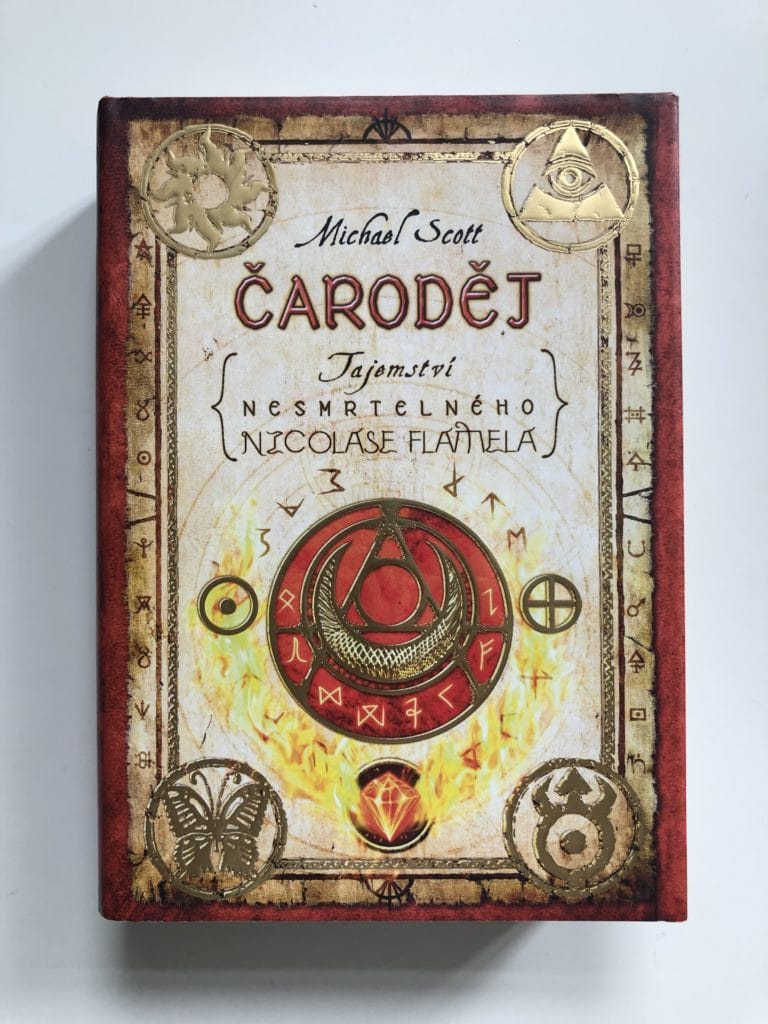 Michael Scott
ČARODĚJ
Tajemství
NESMRTELNÉHO
NICOLASE FLAMELA